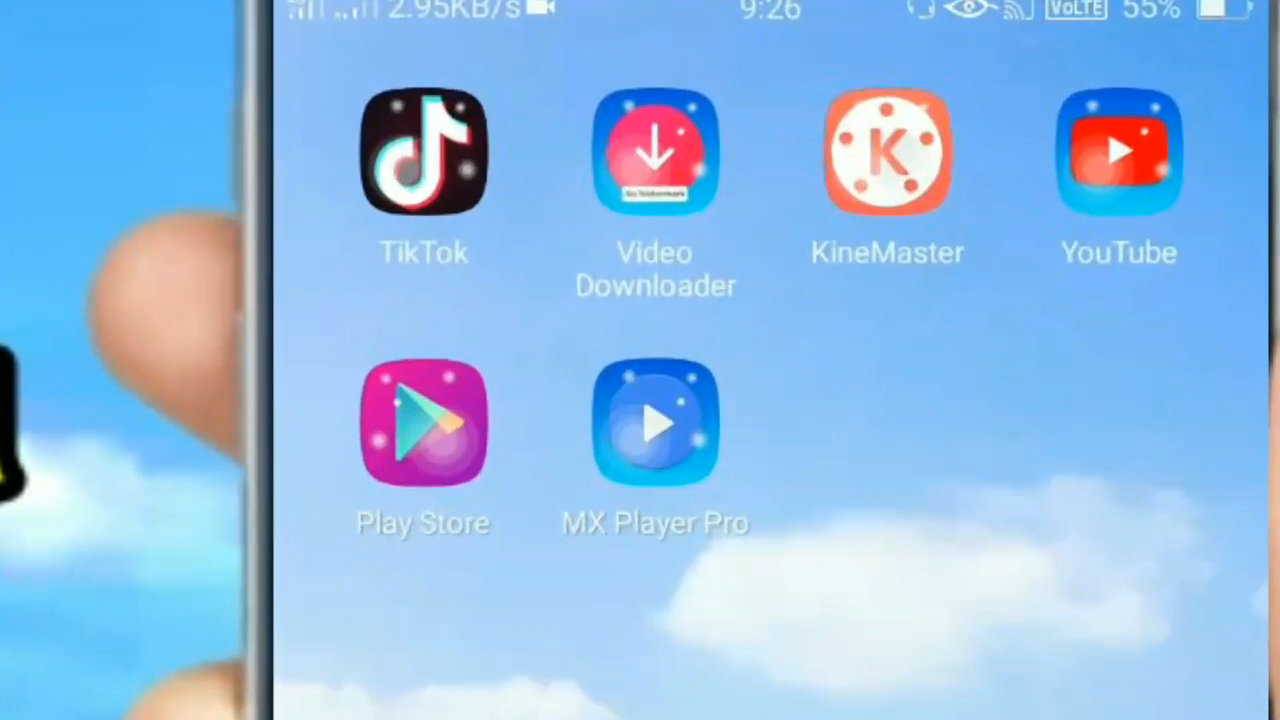 2.95KB/s
9:26
VoLTE
55%
TikTok
Video
Downloader
KineMaster
YouTube
K
Play Store
MX Player Pro